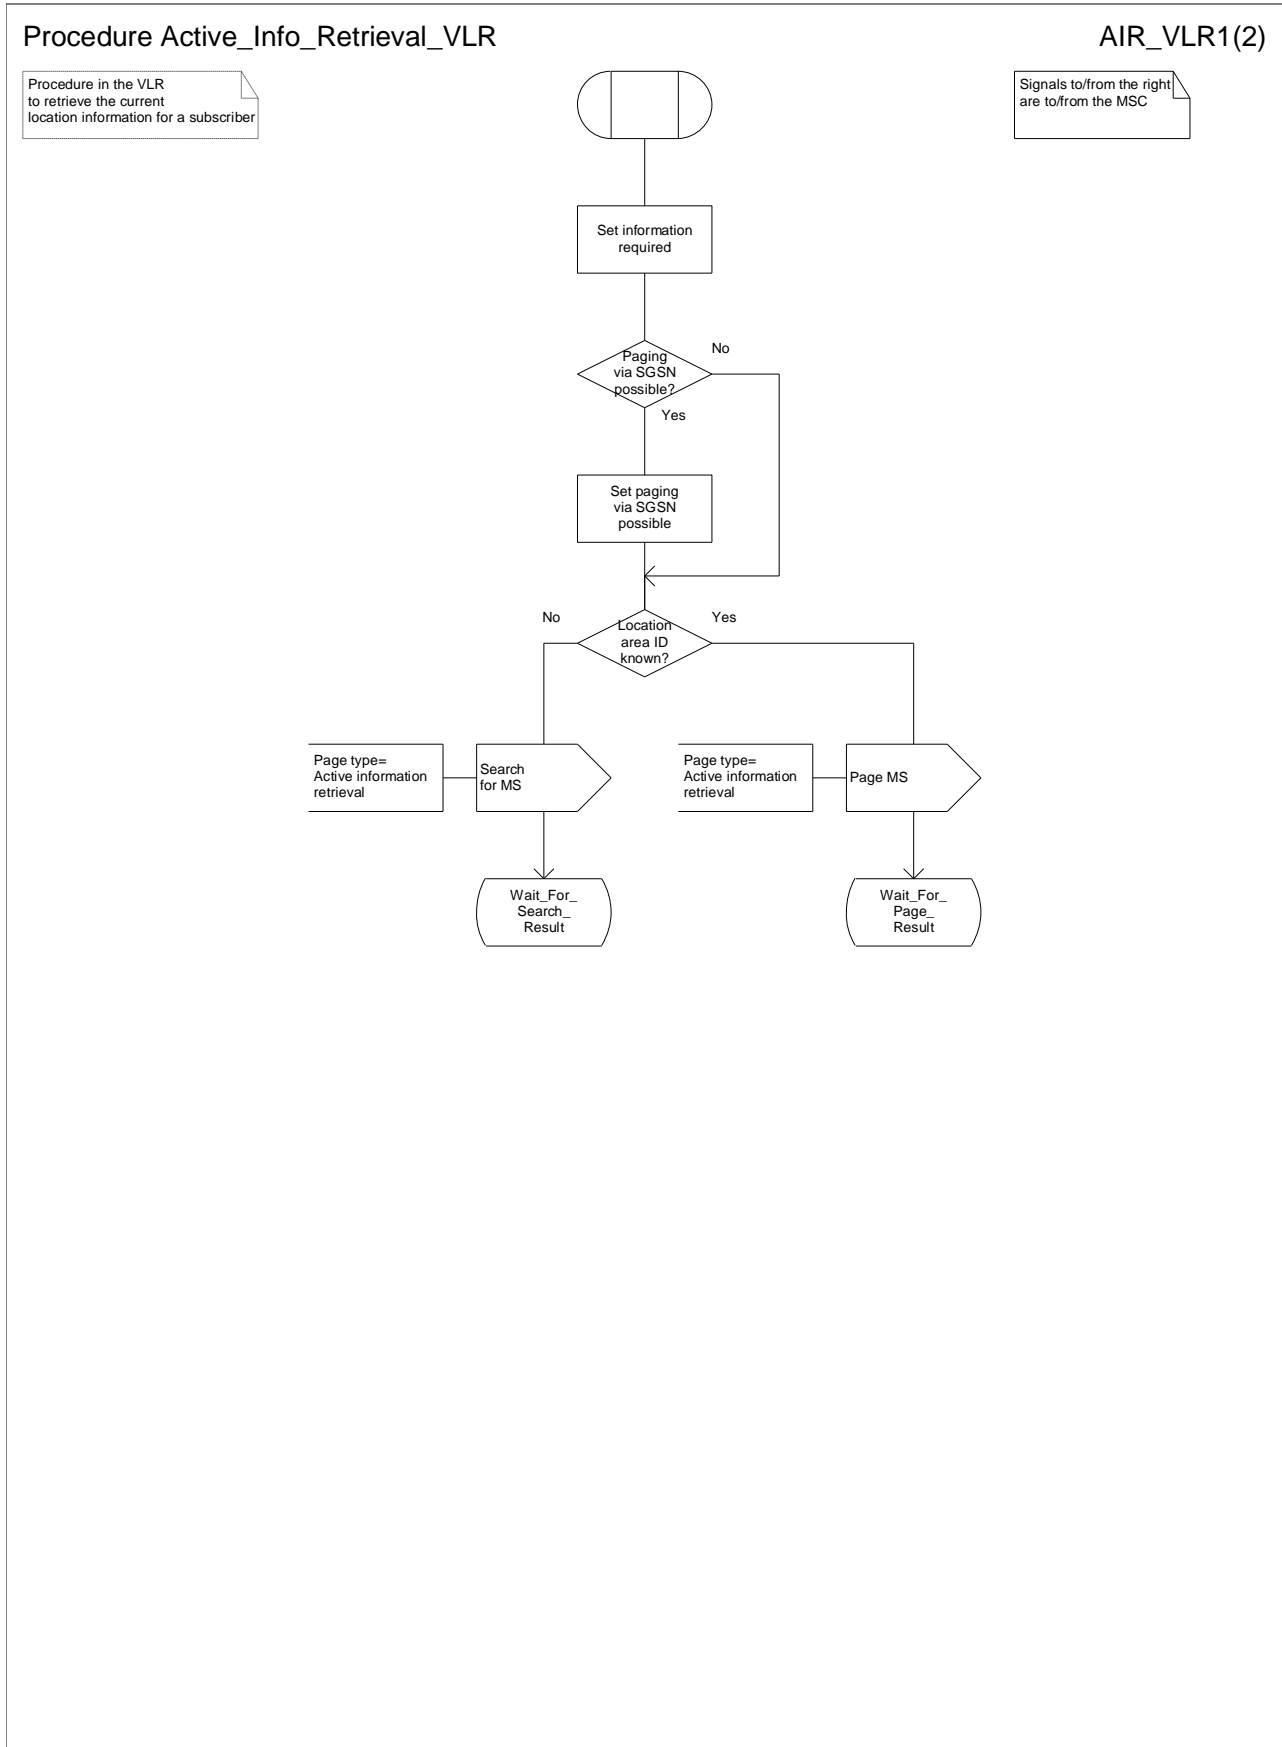 Procedure Active_Info_Retrieval_VLR
AIR_VLR1(2)
Procedure in the VLR
to retrieve the current
location information for a subscriber
Signals to/from the right
are to/from the MSC
Set information
required
Paging
via SGSN
possible?
No
Yes
Set paging
via SGSN
possible
No
Location
area ID
known?
Yes
Page type=
Active information
retrieval
Search
for MS
Page type=
Active information
retrieval
Page MS
Wait_For_
Search_
Result
Wait_For_
Page_
Result